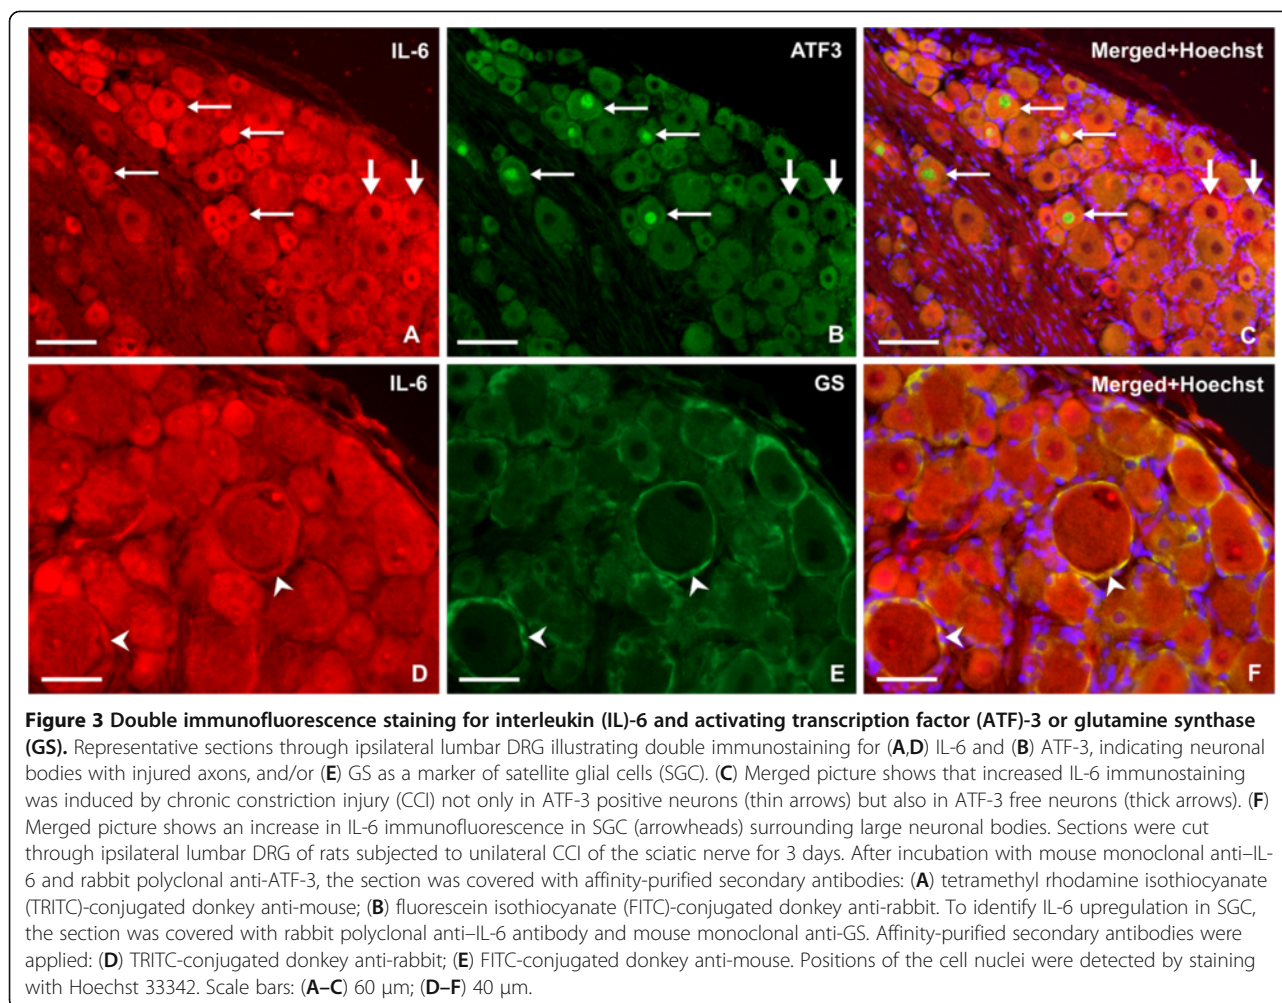 IL-6
ATF3
Merged+Hoechst
A
B
C
IL-6
GS
Merged+Hoechst
D
E
F
Figure 3 Double immunofluorescence staining for interleukin (IL)-6 and activating transcription factor (ATF)-3 or glutamine synthase
(GS). Representative sections through ipsilateral lumbar DRG illustrating double immunostaining for (A,D) IL-6 and (B) ATF-3, indicating neuronal
bodies with injured axons, and/or (E) GS as a marker of satellite glial cells (SGC). (C) Merged picture shows that increased IL-6 immunostaining
was induced by chronic constriction injury (CCI) not only in ATF-3 positive neurons (thin arrows) but also in ATF-3 free neurons (thick arrows). (F)
Merged picture shows an increase in IL-6 immunofluorescence in SGC (arrowheads) surrounding large neuronal bodies. Sections were cut
through ipsilateral lumbar DRG of rats subjected to unilateral CCI of the sciatic nerve for 3 days. After incubation with mouse monoclonal anti–IL-
6 and rabbit polyclonal anti-ATF-3, the section was covered with affinity-purified secondary antibodies: (A) tetramethyl rhodamine isothiocyanate
(TRITC)-conjugated donkey anti-mouse; (B) fluorescein isothiocyanate (FITC)-conjugated donkey anti-rabbit. To identify IL-6 upregulation in SGC,
the section was covered with rabbit polyclonal anti–IL-6 antibody and mouse monoclonal anti-GS. Affinity-purified secondary antibodies were
applied: (D) TRITC-conjugated donkey anti-rabbit; (E) FITC-conjugated donkey anti-mouse. Positions of the cell nuclei were detected by staining
with Hoechst 33342. Scale bars: (A–C) 60 μm; (D–F) 40 μm.